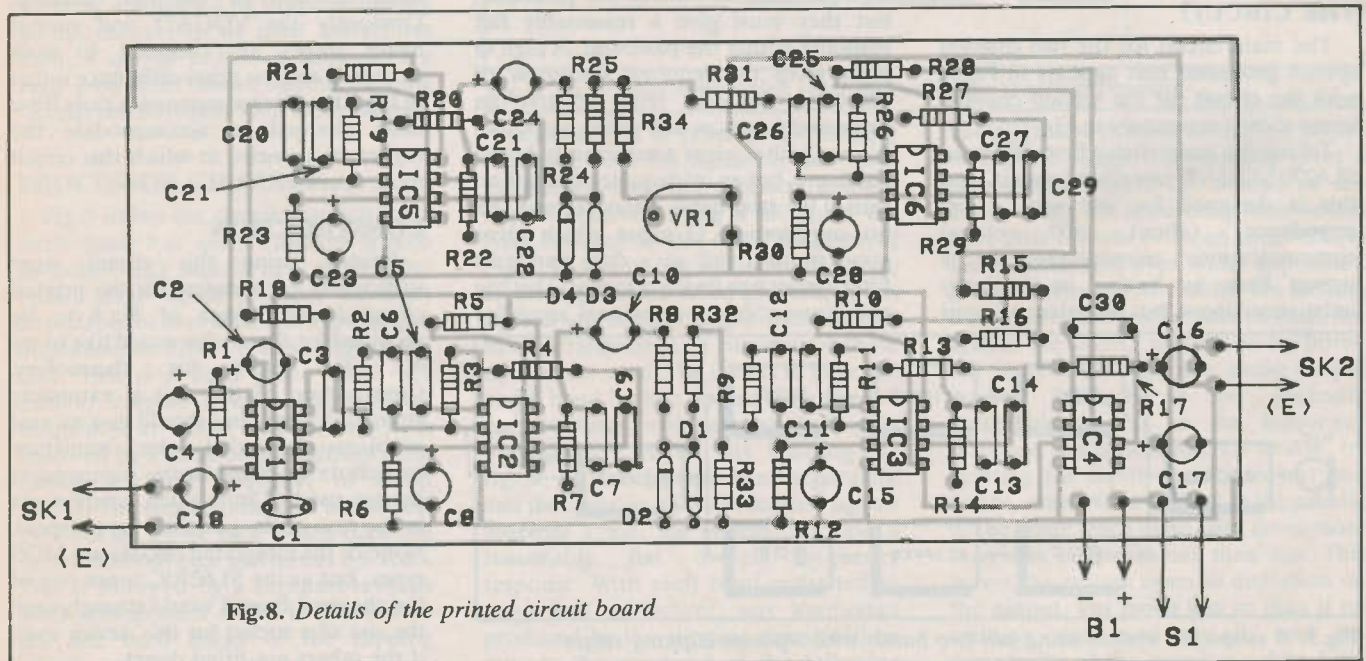 R21
R20
C24
R25
R31
C25
R28
R27
C20
R19
C21
R34
C26
R26
C27
C21
IC5
R24
IC6
C29
R23
R22
C22
VR1
R30
R29
C23
C5
C10
C28
R15
C2
R18
R2
C6
R5
D4
D3
R8
R32
C12
R10
R16
C30
C16
R1
C3
R3
R4
C9
R9
R13
C14
SK2
C4
IC2
D1
C11
IC3
IC4
R17
⟨E⟩
SK1
C18
R6
C8
R7
C7
R33
C15
C13
C17
⟨E⟩
C1
D2
R12
R14
+
B1
S1
Fig.8. Details of the printed circuit board